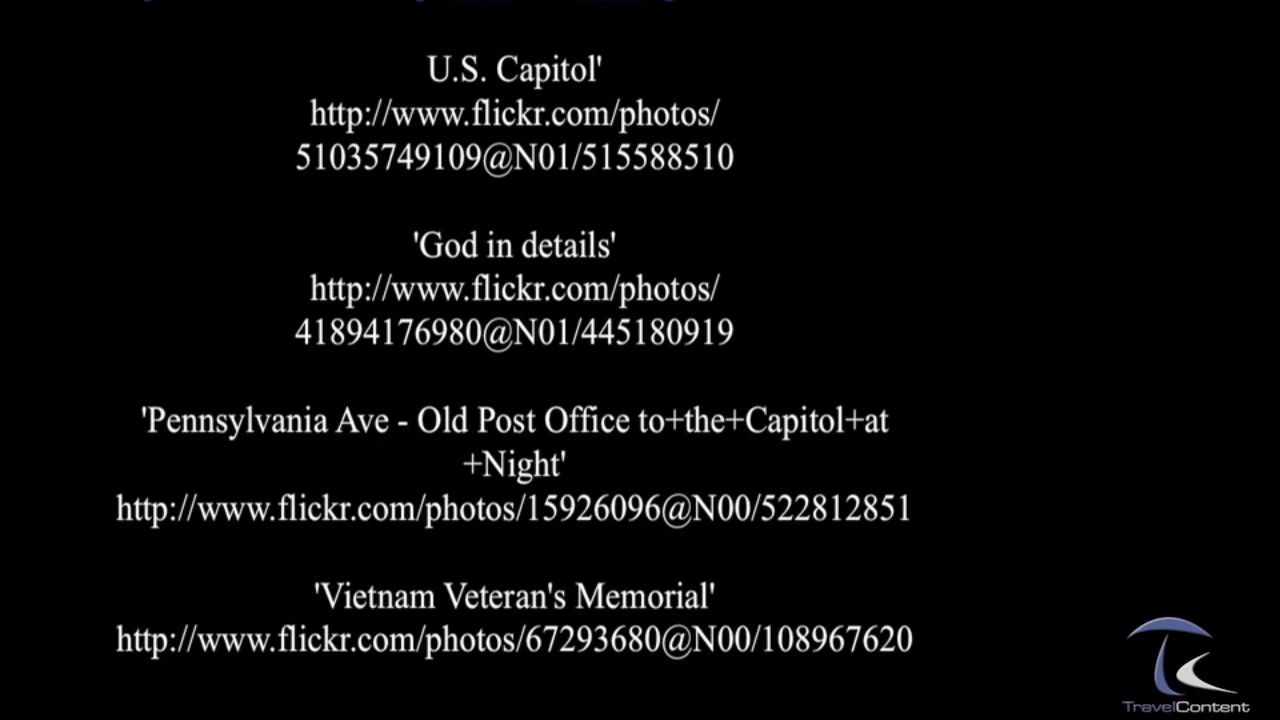 U.S. Capitol'
http://www.flickr.com/photos/
51035749109@N01/515588510
'God in details'
http://www.flickr.com/photos/
41894176980@N01/445180919
'Pennsylvania Ave - Old Post Office to+the+Capitol+at
+Night'
http://www.flickr.com/photos/15926096@N00/522812851
'Vietnam Veteran's Memorial'
http://www.flickr.com/photos/67293680@N00/108967620
TravelContent